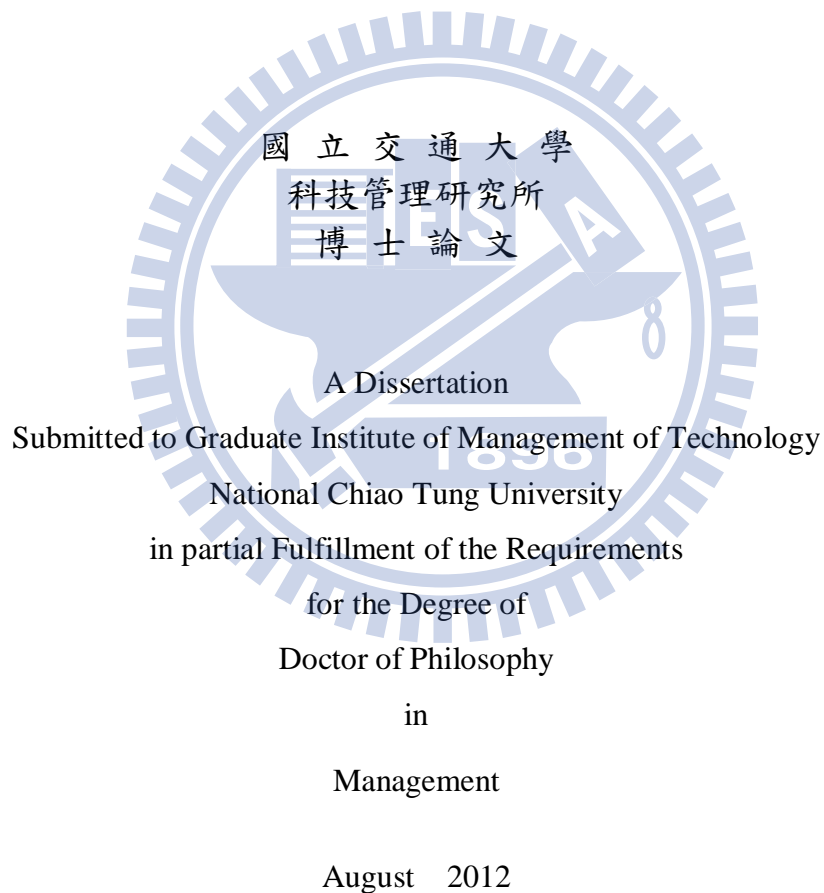 國 立 交 通 大 學
科技管理研究所
博 士 論 文
E S A
A Dissertation
Submitted to Graduate Institute of Management of Technology
1896
National Chiao Tung University
in partial Fulfillment of the Requirements
for the Degree of
Doctor of Philosophy
in
Management
August 2012